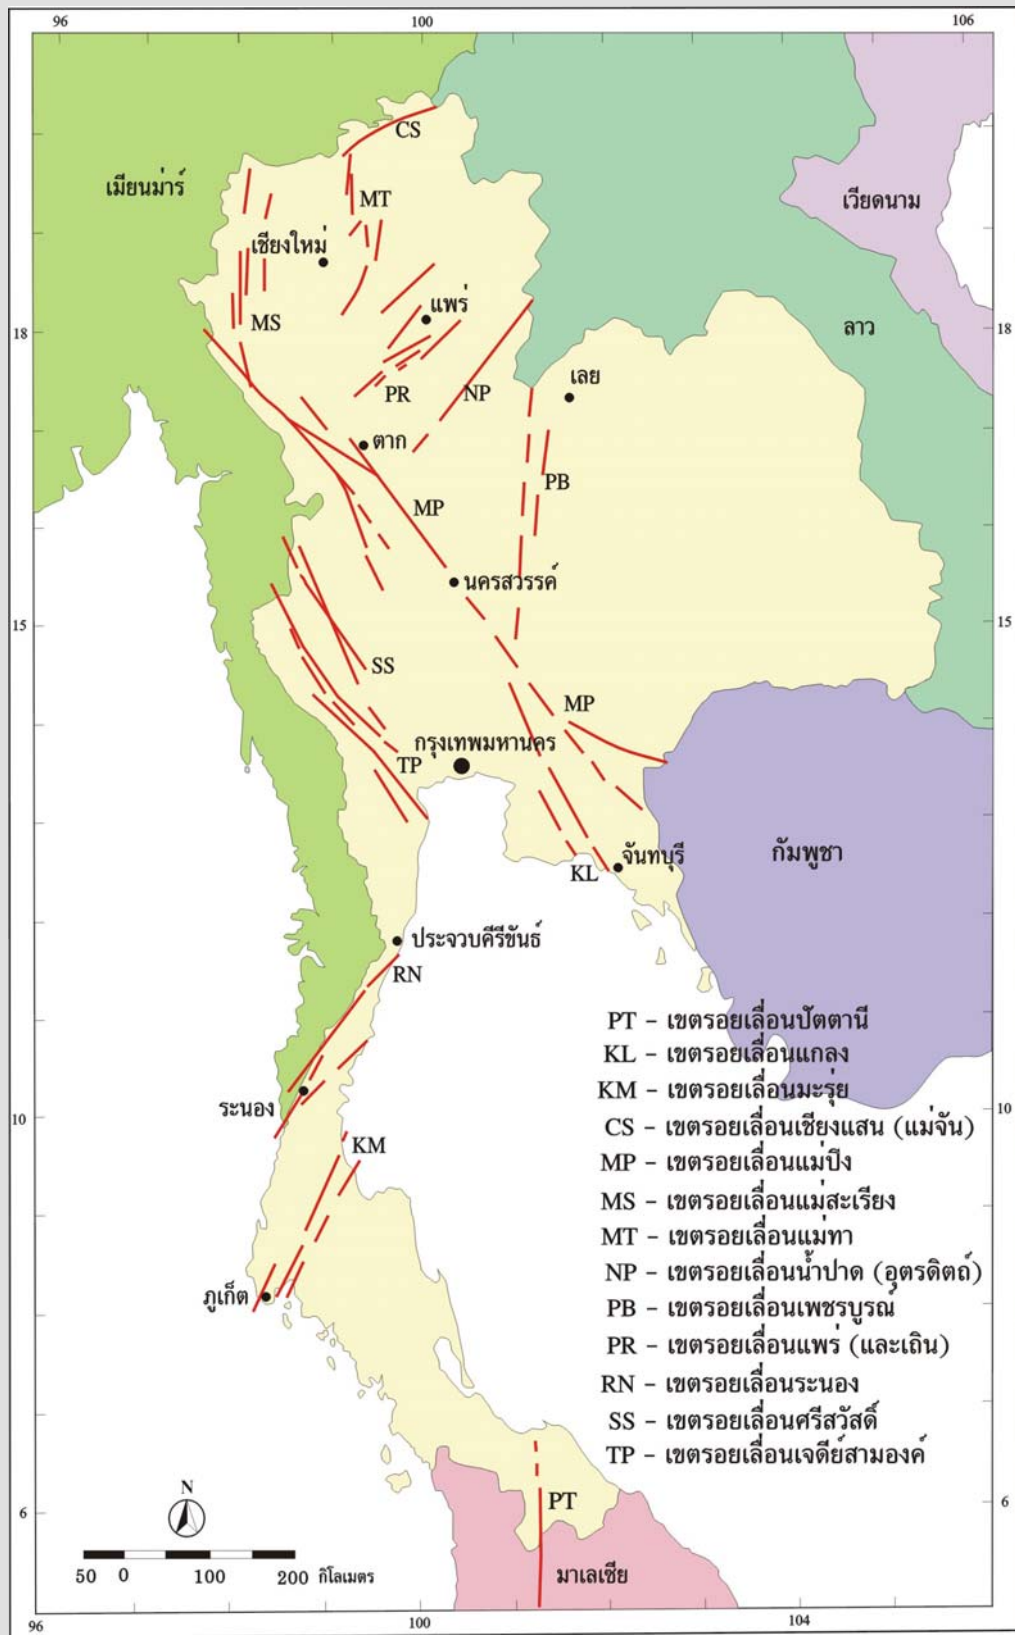 96 100 106
CS
เมียนม่าร์
MT
เวียดนาม
เชียงใหม่
แพร่
MS
18
ลาว
18
PR
NP
เลย
ตาก
PB
MP
นครสวรรค์
15
15
SS
MP
กรุงเทพมหานคร
TP
กัมพูชา
จันทบุรี
KL
ประจวบคีรีขันธ์
RN
PT - เขตรอยเลื่อนปัตตานี
KL - เขตรอยเลื่อนแกลง
KM - เขตรอยเลื่อนมะรุ่ย
10
ระนอง
10
CS - เขตรอยเลื่อนเชียงแสน (แม่จัน)
KM
MP - เขตรอยเลื่อนแม่ปิง
MS - เขตรอยเลื่อนแม่สะเรียง
MT - เขตรอยเลื่อนแม่ทา
NP - เขตรอยเลื่อนน้ำปาด (อุตรดิตถ์)
ภูเก็ต
PB - เขตรอยเลื่อนเพชรบูรณ์
PR - เขตรอยเลื่อนแพร่ (และเถิน)
RN - เขตรอยเลื่อนระนอง
SS - เขตรอยเลื่อนศรีสวัสดิ์
TP - เขตรอยเลื่อนเจดีย์สามองค์
N
PT
6
6
50 0 100 200 กิโลเมตร
มาเลเซีย
96 100 104